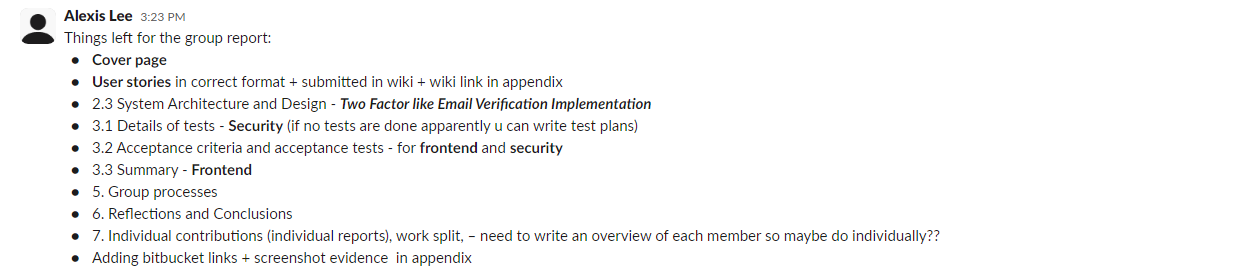 Alexis Lee 3:23 PM
Things left for the group report:
• Cover page
• User stories in correct format + submitted in wiki + wiki link in appendix
• 2.3 System Architecture and Design - Two Factor like Email Verification Implementation
• 3.1 Details of tests - Security (if no tests are done apparently u can write test plans)
• 3.2 Acceptance criteria and acceptance tests - for frontend and security
• 3.3 Summary - Frontend
• 5. Group processes
• 6. Reflections and Conclusions
• 7. Individual contributions (individual reports), work split, – need to write an overview of each member so maybe do individually??
• Adding bitbucket links + screenshot evidence  in appendix